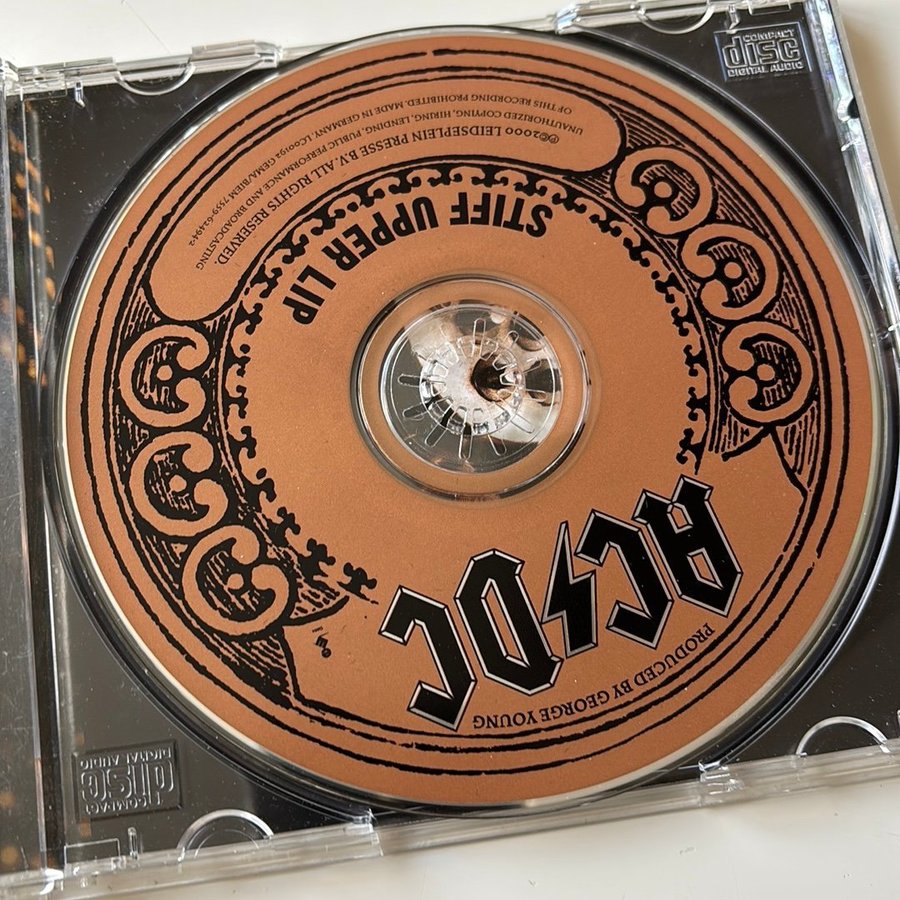 AC⚡DC
PRODUCED BY GEORGE YOUNG
STIFF UPPER LIP
℗©2000 LEIDSEPLEIN PRESSE B.V. ALL RIGHTS RESERVED.
UNAUTHORIZED COPYING, HIRING, LENDING, PUBLIC PERFORMANCE AND BROADCASTING
OF THIS RECORDING PROHIBITED. MADE IN GERMANY. LC00192 GEMA/BIEM 7559-62494-2
COMPACT
disc
DIGITAL AUDIO
COMPACT
disc
DIGITAL AUDIO